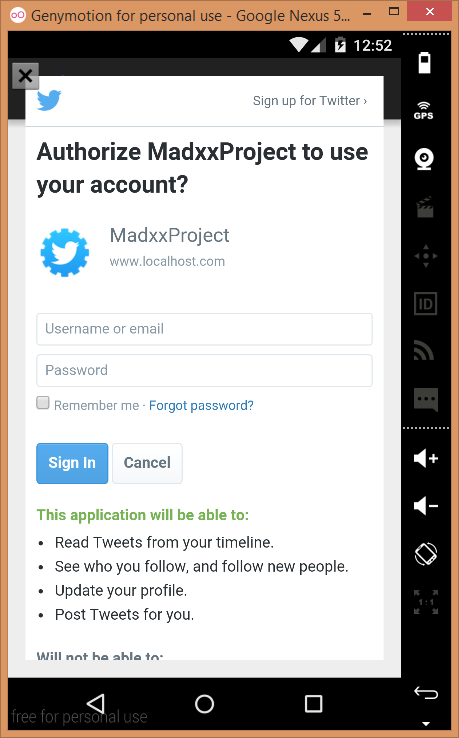 Genymotion for personal use - Google Nexus 5...
12:52
Sign up for Twitter ›
Authorize MadxxProject to use
your account?
MadxxProject
www.localhost.com
Username or email
Password
Remember me · Forgot password?
Sign In
Cancel
This application will be able to:
• Read Tweets from your timeline.
• See who you follow, and follow new people.
• Update your profile.
• Post Tweets for you.
Will not be able to:
free for personal use
GPS
ID
1:1